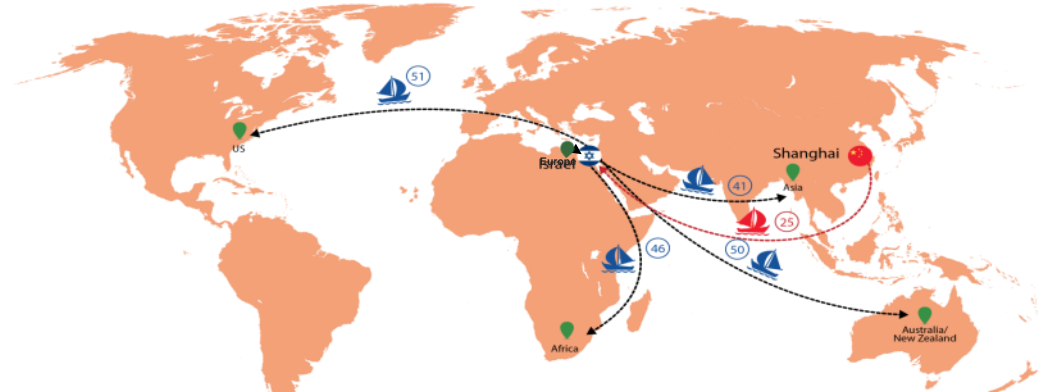 51
US
Europe
Israel
Shanghai
Asia
41
25
46
50
Africa
Australia/
New Zealand